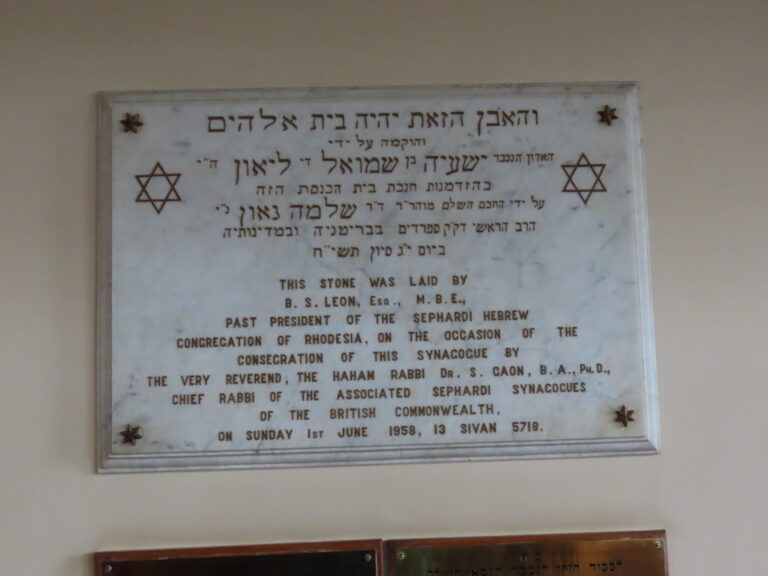 והאבן הזאת יהיה בית אלהים
והוקמה על ידי
האדון הנכבד ישעיה בן שמואל די ליאון הי״ו
בהזדמנות חנכת בית הכנסת הזה
על ידי החכם השלם מוהר״ר ד״ר שלמה גאון נ״י
הרב הראשי דק״ק ספרדים בבריטניה ובמדינותיה
ביום י״ג סיון תשי״ח
THIS STONE WAS LAID BY
B. S. LEON, Esq., M. B. E.,
PAST PRESIDENT OF THE SEPHARDI HEBREW
CONGREGATION OF RHODESIA, ON THE OCCASION OF THE
CONSECRATION OF THIS SYNAGOGUE BY
THE VERY REVEREND, THE HAHAM RABBI DR. S. GAON, B. A., PH. D.,
CHIEF RABBI OF THE ASSOCIATED SEPHARDI SYNAGOGUES
OF THE BRITISH COMMONWEALTH,
ON SUNDAY 1ST JUNE 1958, 13 SIVAN 5718.